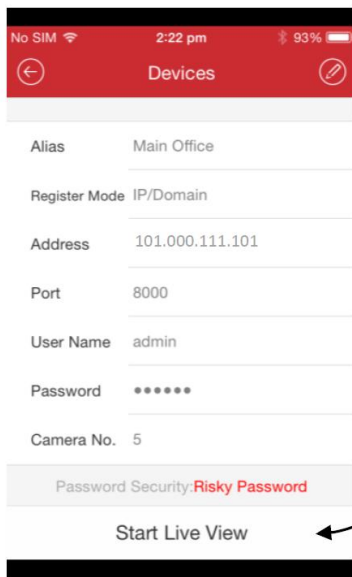 No SIM 2:22 pm 93%
Devices
Alias Main Office
Register Mode IP/Domain
Address 101.000.111.101
Port 8000
User Name admin
Password ●●●●●●
Camera No. 5
Password Security:Risky Password
Start Live View